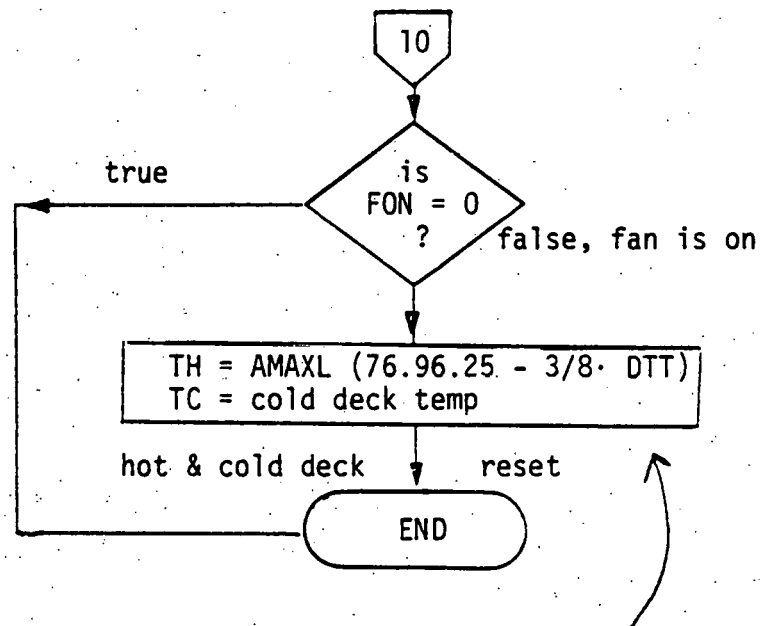 10
true
is
FON = 0
?
false, fan is on
TH = AMAXL (76.96.25 - 3/8· DTT)
TC = cold deck temp
hot & cold deck reset
END